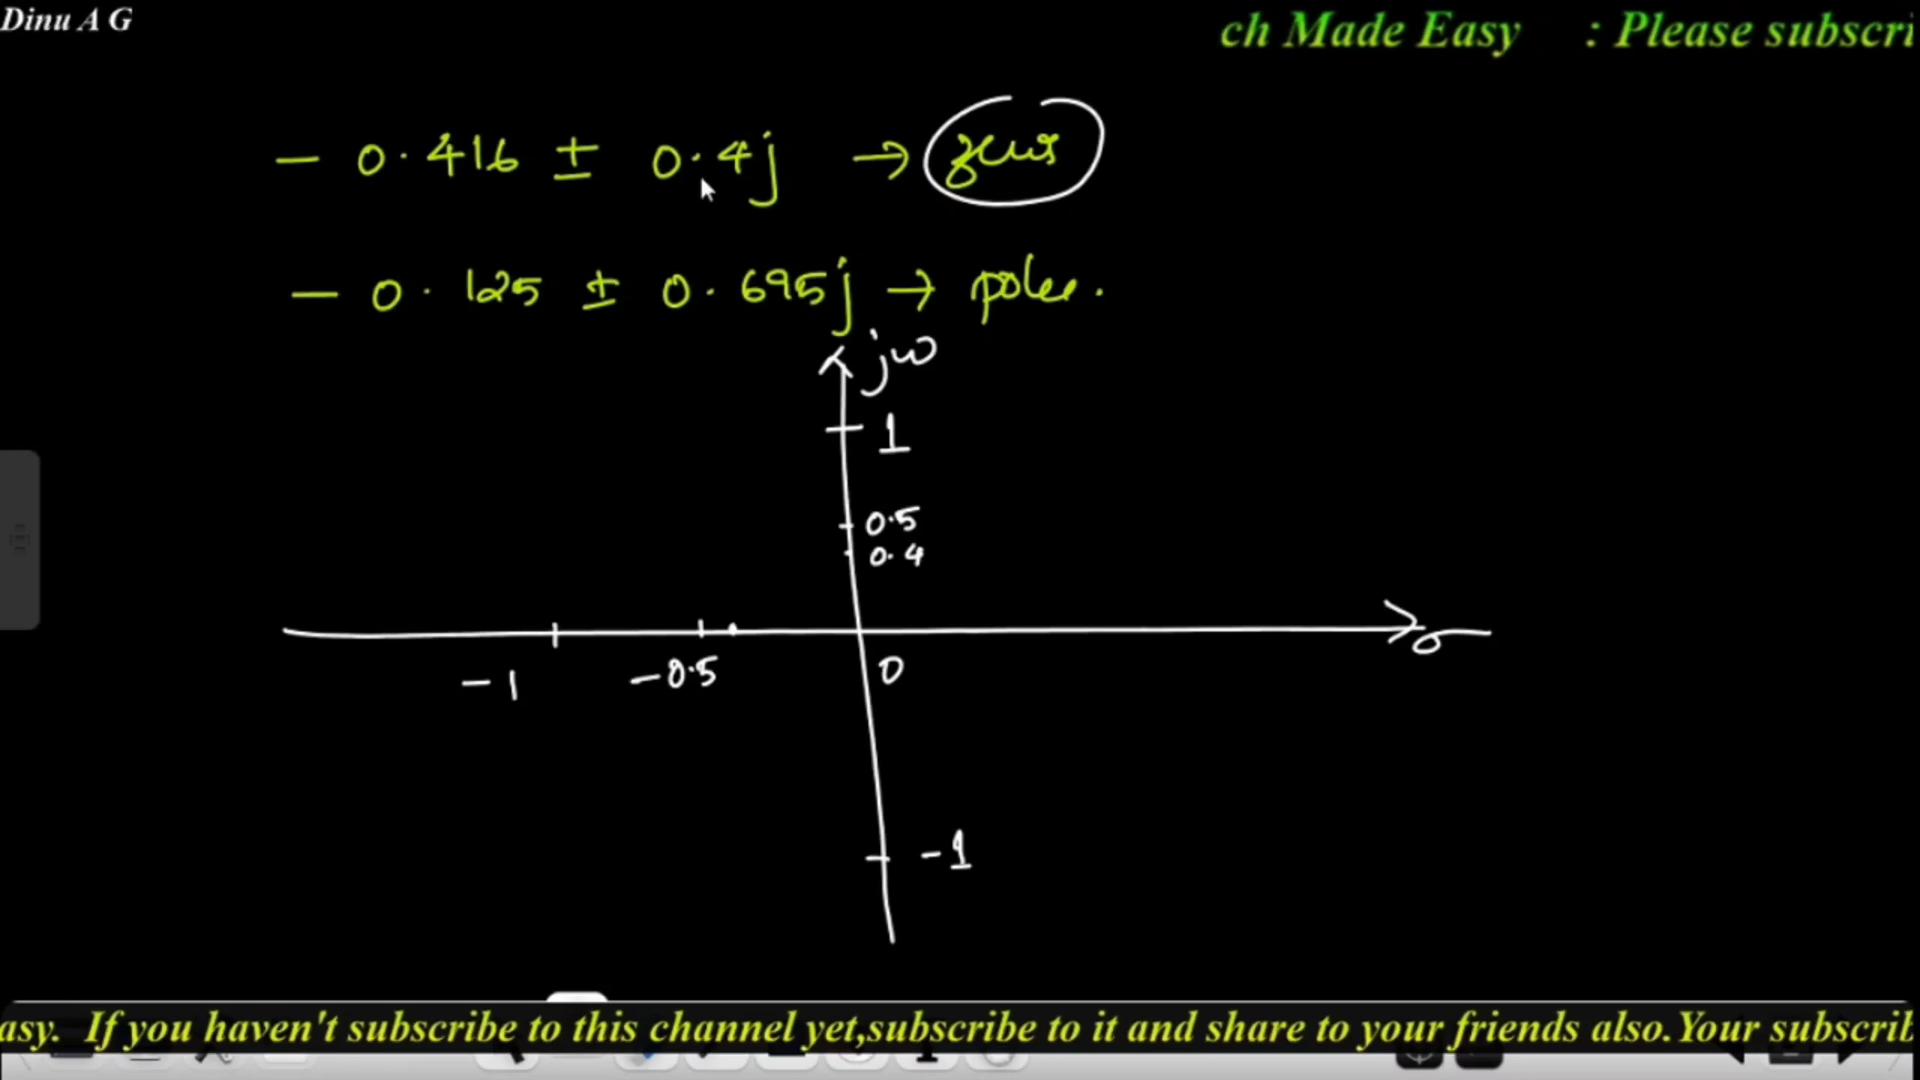 Dinu A G
ch Made Easy : Please subscri
- 0.416 ± 0.4j → zeros
- 0.125 ± 0.695j → poles.
jω
1
0.5
0.4
σ
-1 -0.5 0
-1
asy. If you haven't subscribe to this channel yet,subscribe to it and share to your friends also.Your subscrib